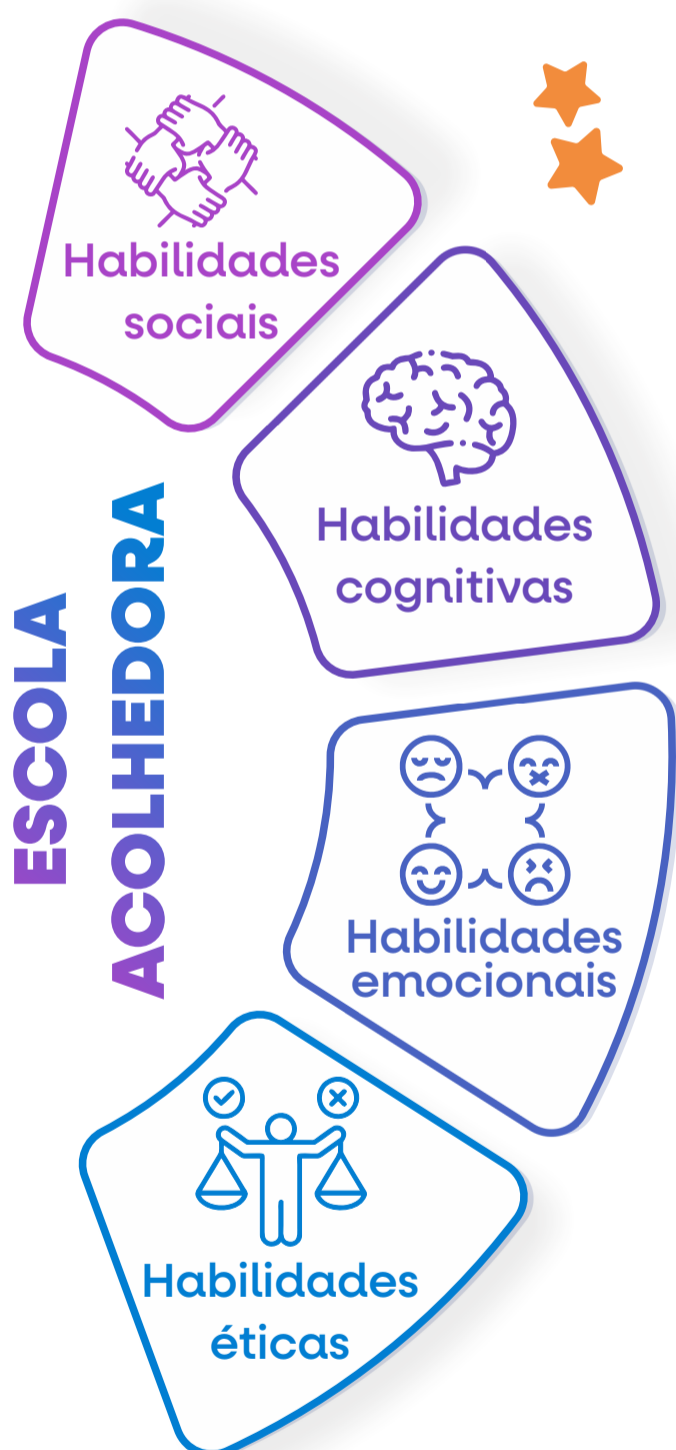 Habilidades
sociais
Habilidades
cognitivas
ESCOLA
ACOLHEDORA
Habilidades
emocionais
Habilidades
éticas